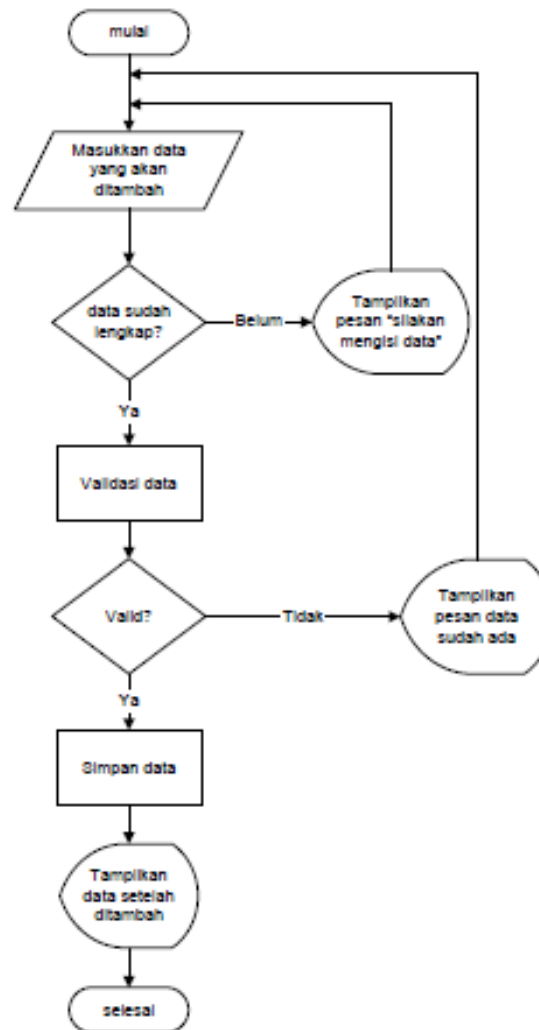 mulai
Masukkan data
yang akan
ditambah
data sudah
lengkap?
Belum
Tampilkan
pesan "silakan
mengisi data"
Ya
Validasi data
Valid?
Tidak
Tampilkan
pesan data
sudah ada
Ya
Simpan data
Tampilkan
data setelah
ditambah
selesai